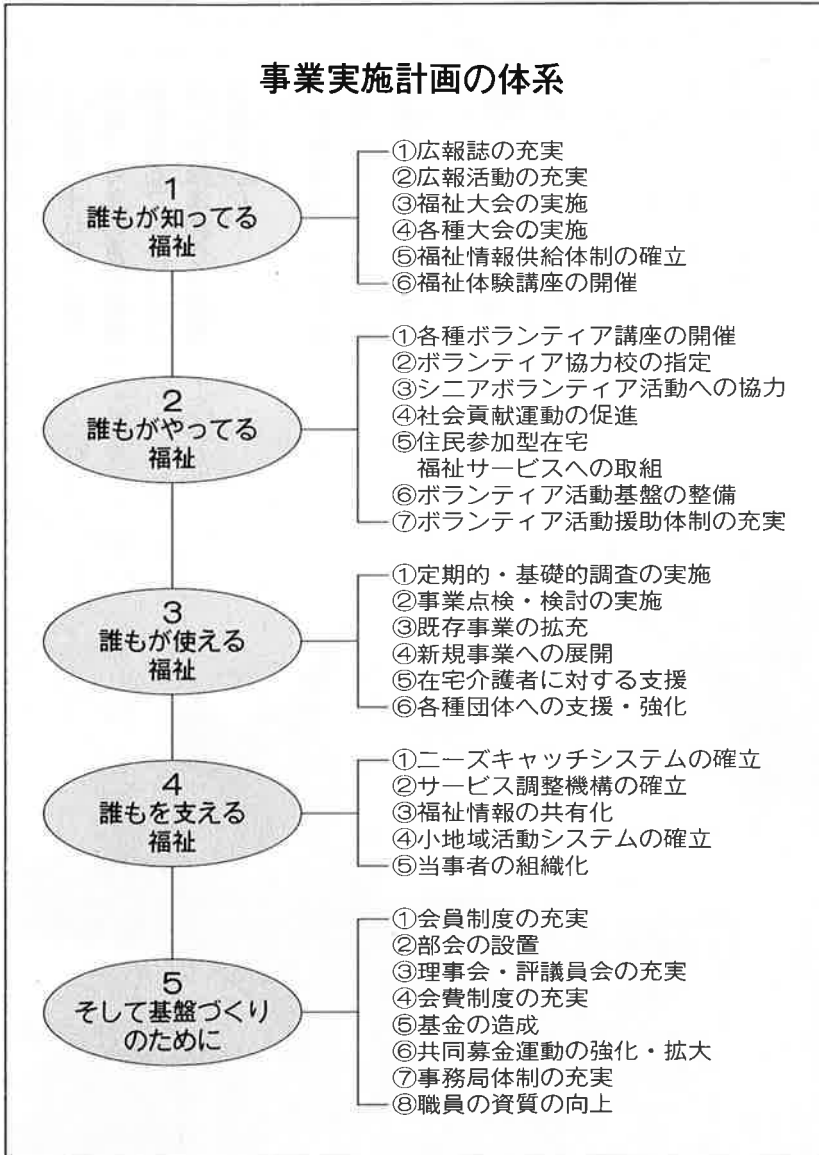 事業実施計画の体系
1
誰もが知ってる
福祉
①広報誌の充実
②広報活動の充実
③福祉大会の実施
④各種大会の実施
⑤福祉情報供給体制の確立
⑥福祉体験講座の開催
2
誰もがやってる
福祉
①各種ボランティア講座の開催
②ボランティア協力校の指定
③シニアボランティア活動への協力
④社会貢献運動の促進
⑤住民参加型在宅
福祉サービスへの取組
⑥ボランティア活動基盤の整備
⑦ボランティア活動援助体制の充実
3
誰もが使える
福祉
①定期的・基礎的調査の実施
②事業点検・検討の実施
③既存事業の拡充
④新規事業への展開
⑤在宅介護者に対する支援
⑥各種団体への支援・強化
4
誰もを支える
福祉
①ニーズキャッチシステムの確立
②サービス調整機構の確立
③福祉情報の共有化
④小地域活動システムの確立
⑤当事者の組織化
5
そして基盤づくり
のために
①会員制度の充実
②部会の設置
③理事会・評議員会の充実
④会費制度の充実
⑤基金の造成
⑥共同募金運動の強化・拡大
⑦事務局体制の充実
⑧職員の資質の向上